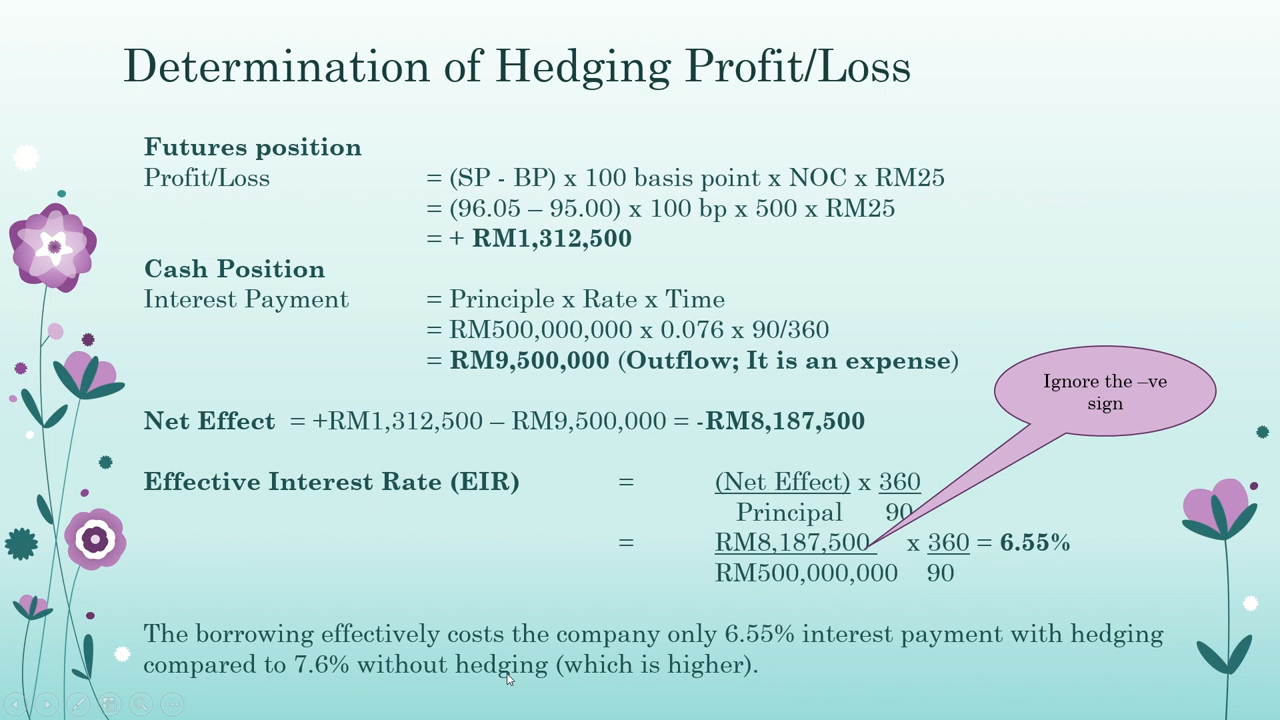 Determination of Hedging Profit/Loss
Futures position
Profit/Loss = (SP - BP) x 100 basis point x NOC x RM25
= (96.05 – 95.00) x 100 bp x 500 x RM25
= + RM1,312,500
Cash Position
Interest Payment = Principle x Rate x Time
= RM500,000,000 x 0.076 x 90/360
= RM9,500,000 (Outflow; It is an expense)
Ignore the –ve
sign
Net Effect = +RM1,312,500 – RM9,500,000 = -RM8,187,500
Effective Interest Rate (EIR) = (Net Effect) x 360
Principal 90
= RM8,187,500 x 360 = 6.55%
RM500,000,000 90
The borrowing effectively costs the company only 6.55% interest payment with hedging
compared to 7.6% without hedging (which is higher).